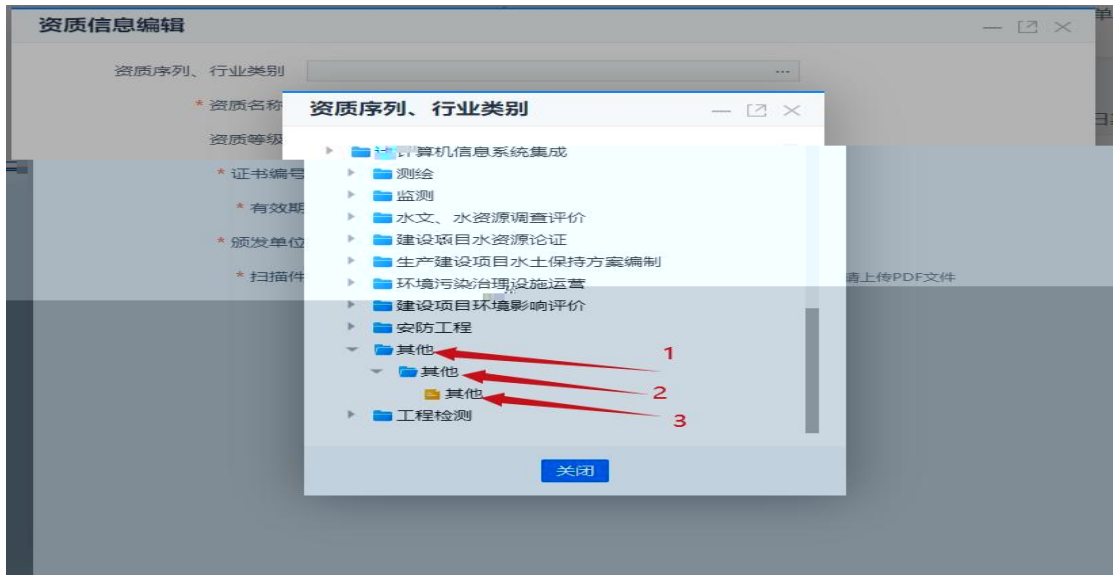 资质信息编辑
单
资质序列、行业类别
...
* 资质名称
资质序列、行业类别
资质等级
计算机信息系统集成
* 证书编号
测绘
监测
* 有效期
水文、水资源调查评价
* 颁发单位
建设项目水资源论证
生产建设项目水土保持方案编制
* 扫描件
环境污染治理设施运营
请上传PDF文件
建设项目环境影响评价
安防工程
其他
1
其他
2
其他
工程检测
3
关闭